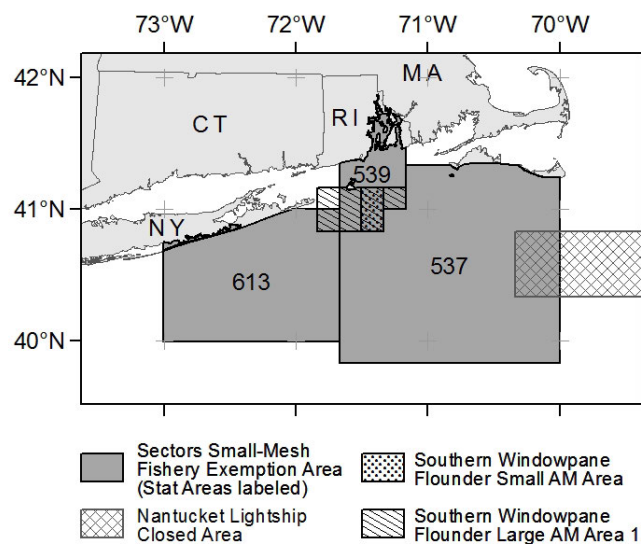 73°W 72°W 71°W 70°W
42°N
MA
RI
CT
539
41°N
NY
537
613
40°N
Sectors Small-Mesh
Fishery Exemption Area
(Stat Areas labeled)
Nantucket Lightship
Closed Area
Southern Windowpane
Flounder Small AM Area
Southern Windowpane
Flounder Large AM Area 1